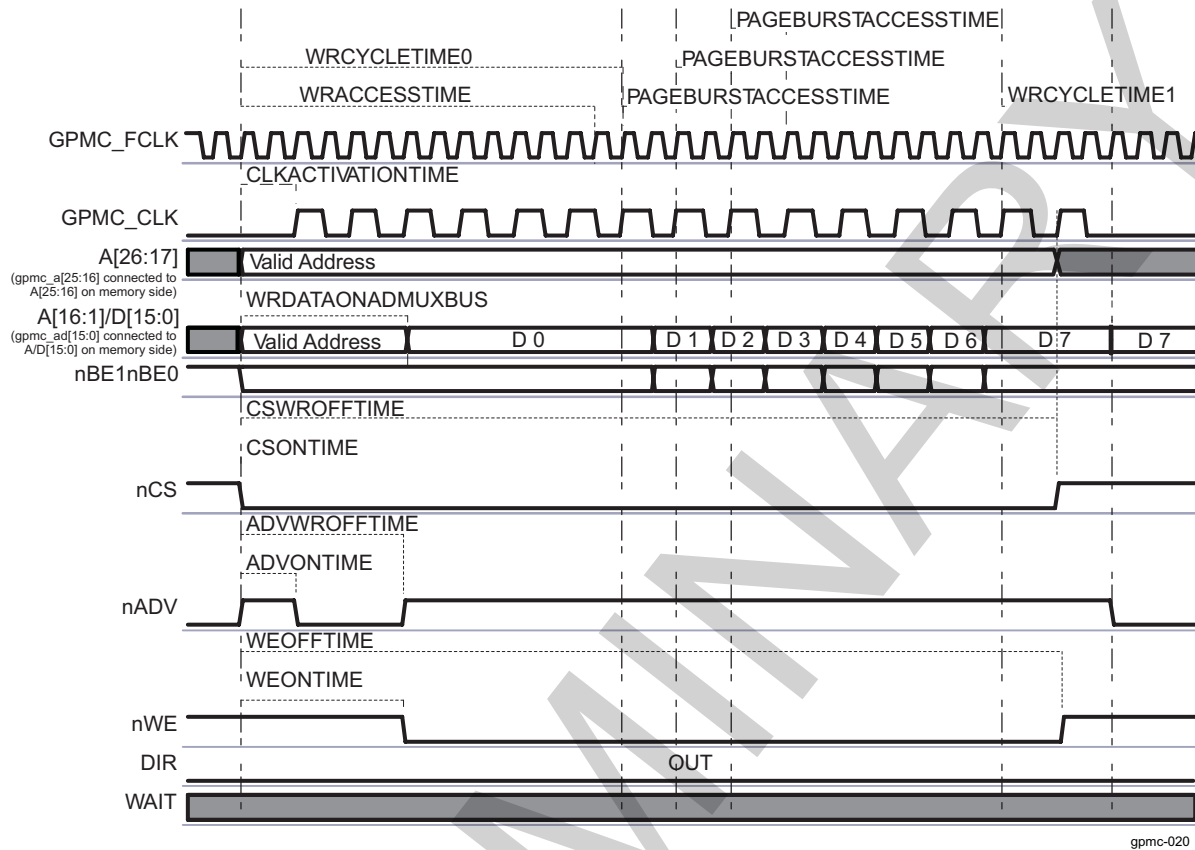 PAGEBURSTACCESSTIME
WRCYCLETIME0
PAGEBURSTACCESSTIME
WRACCESSTIME
PAGEBURSTACCESSTIME
WRCYCLETIME1
GPMC_FCLK
CLKACTIVATIONTIME
GPMC_CLK
A[26:17]
Valid Address
(gpmc_a[25:16] connected to
A[25:16] on memory side)
WRDATAONADMUXBUS
A[16:1]/D[15:0]
(gpmc_ad[15:0] connected to
A/D[15:0] on memory side)
Valid Address D 0 D 1 D 2 D 3 D 4 D 5 D 6 D 7 D 7
nBE1nBE0
CSWROFFTIME
CSONTIME
nCS
ADVWROFFTIME
ADVONTIME
nADV
WEOFFTIME
WEONTIME
nWE
DIR OUT
WAIT
gpmc-020
MINARY